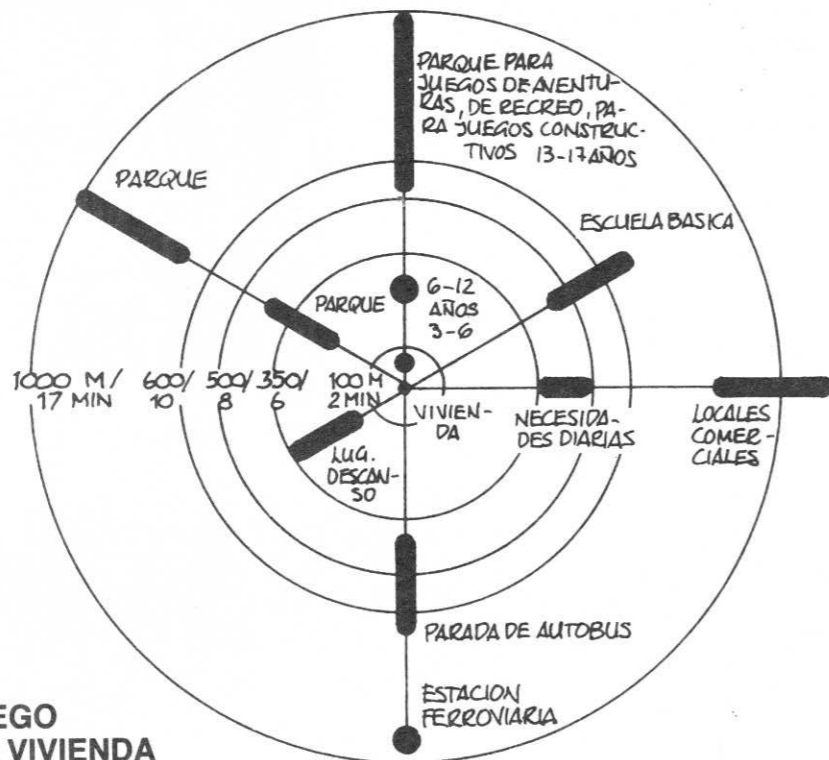 PARQUE PARA
JUEGOS DE AVENTU-
RAS, DE RECREO, PA-
RA JUEGOS CONSTRUC-
TIVOS 13-17 AÑOS
PARQUE
ESCUELA BASICA
PARQUE
6-12
AÑOS
3-6
1000 M/ 600/ 500/ 350/ 100 M
17 MIN 10 8 6 2 MIN
VIVIEN-
DA
NECESIDA-
DES DIARIAS
LOCALES
COMER-
CIALES
LUG.
DESCAN-
SO
PARADA DE AUTOBUS
ESTACION
FERROVIARIA
EGO
VIVIENDA